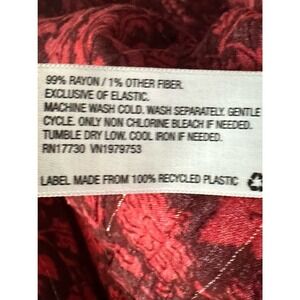 99% RAYON / 1% OTHER FIBER.
EXCLUSIVE OF ELASTIC.
MACHINE WASH COLD. WASH SEPARATELY. GENTLE
CYCLE. ONLY NON CHLORINE BLEACH IF NEEDED.
TUMBLE DRY LOW. COOL IRON IF NEEDED.
RN17730 VN1979753
LABEL MADE FROM 100% RECYCLED PLASTIC